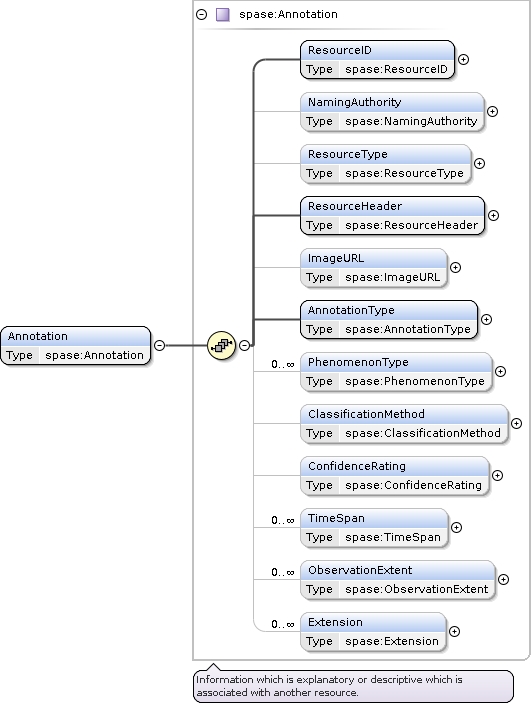 spase:Annotation
ResourceID
Type spase:ResourceID
NamingAuthority
Type spase:NamingAuthority
ResourceType
Type spase:ResourceType
ResourceHeader
Type spase:ResourceHeader
ImageURL
Type spase:ImageURL
AnnotationType
Type spase:AnnotationType
Annotation
Type spase:Annotation
0..∞
PhenomenonType
Type spase:PhenomenonType
ClassificationMethod
Type spase:ClassificationMethod
ConfidenceRating
Type spase:ConfidenceRating
0..∞
TimeSpan
Type spase:TimeSpan
0..∞
ObservationExtent
Type spase:ObservationExtent
0..∞
Extension
Type spase:Extension
Information which is explanatory or descriptive which is
associated with another resource.